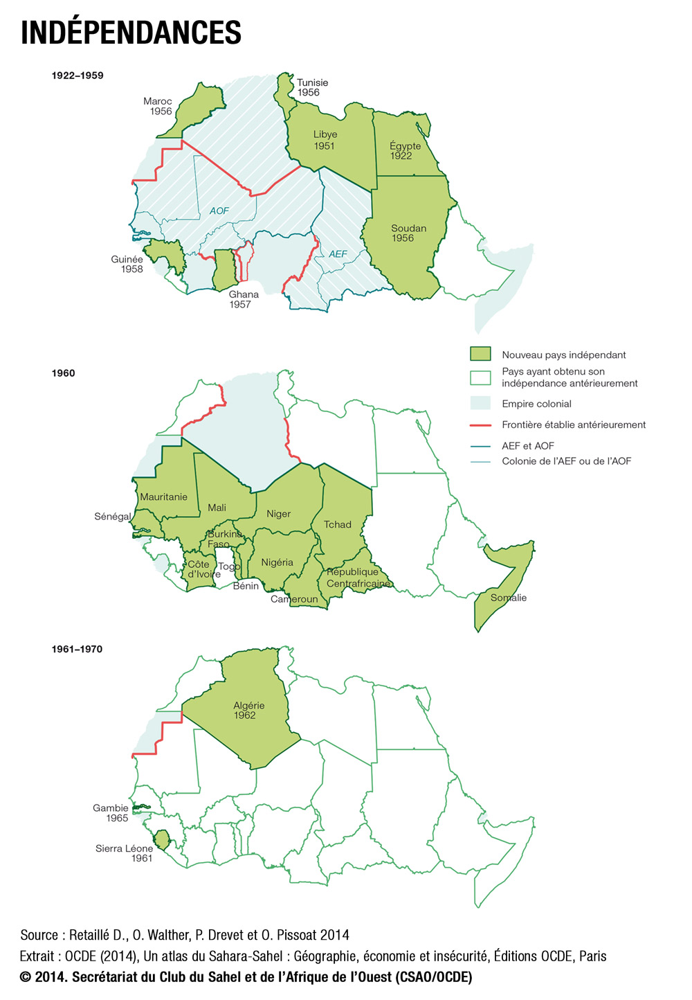 INDÉPENDANCES
1922–1959
Tunisie
1956
Maroc
1956
Libye
1951
Égypte
1922
AOF
Soudan
1956
AEF
Guinée
1958
Ghana
1957
Nouveau pays indépendant
Pays ayant obtenu son
indépendance antérieurement
Empire colonial
Frontière établie antérieurement
AEF et AOF
Colonie de l'AEF ou de l'AOF
1960
Mauritanie
Mali
Sénégal
Niger
Tchad
Burkina
Faso
Côte
d'Ivoire
Togo
Nigéria
République
Centrafricaine
Bénin
Cameroun
Somalie
1961–1970
Algérie
1962
Gambie
1965
Sierra Léone
1961
Source : Retaillé D., O. Walther, P. Drevet et O. Pissoat 2014
Extrait : OCDE (2014), Un atlas du Sahara-Sahel : Géographie, économie et insécurité, Éditions OCDE, Paris
© 2014. Secrétariat du Club du Sahel et de l'Afrique de l'Ouest (CSAO/OCDE)